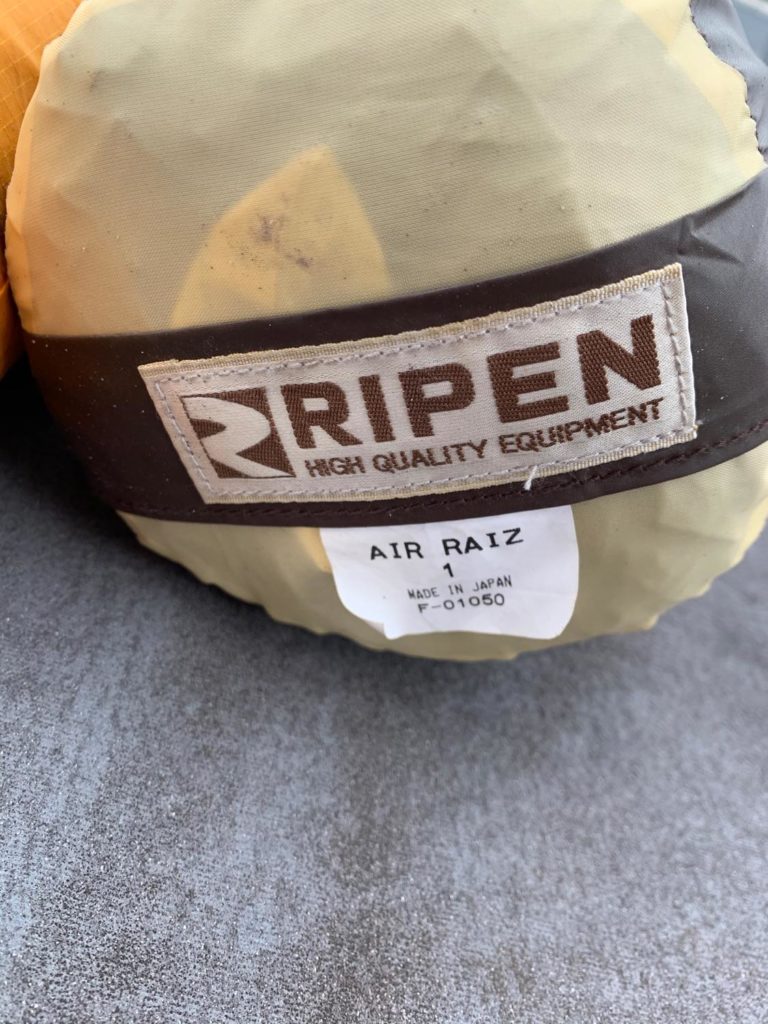 RIPEN
HIGH QUALITY EQUIPMENT
AIR RAIZ
1
MADE IN JAPAN
F-01050